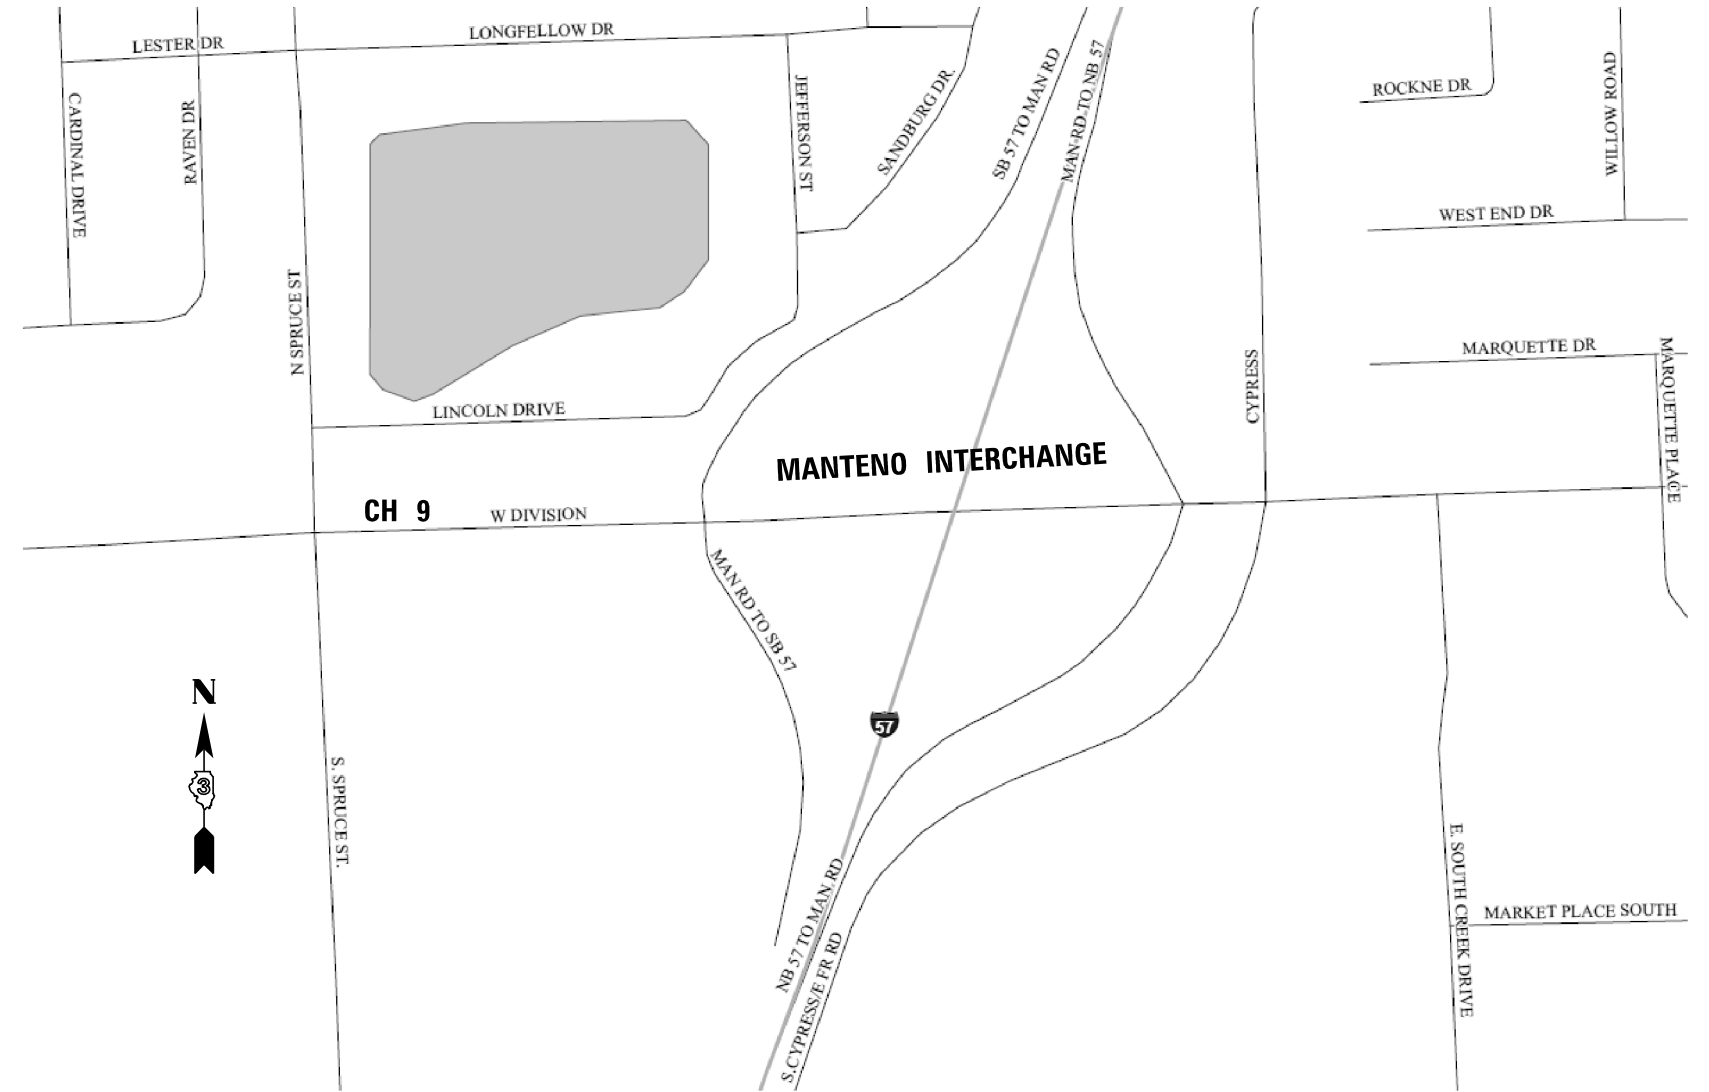 LESTER DR
LONGFELLOW DR
CARDINAL DRIVE
RAVEN DR
N SPRUCE ST
JEFFERSON ST
SANDBURG DR.
SB 57 TO MAN RD
MAN RD TO NB 57
CYPRESS
ROCKNE DR
WILLOW ROAD
WEST END DR
MARQUETTE DR
MARQUETTE PLACE
LINCOLN DRIVE
MANTENO INTERCHANGE
CH 9
W DIVISION
MAN RD TO SB 57
57
N
3
S. SPRUCE ST.
NB 57 TO MAN RD
S.CYPRESS/E FR RD
E. SOUTH CREEK DRIVE
MARKET PLACE SOUTH